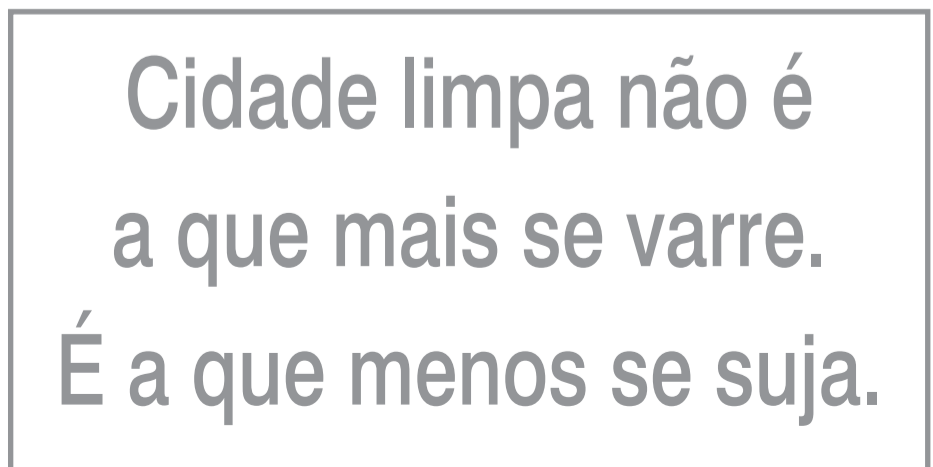 Cidade limpa não é
a que mais se varre.
É a que menos se suja.